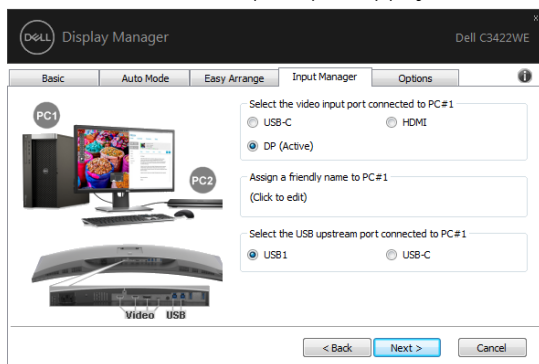 DELL Display Manager
x
Dell C3422WE
Basic Auto Mode Easy Arrange Input Manager Options i
PC1
PC2
Video USB
Select the video input port connected to PC#1
USB-C HDMI
DP (Active)
Assign a friendly name to PC#1
(Click to edit)
Select the USB upstream port connected to PC#1
USB1 USB-C
< Back Next > Cancel